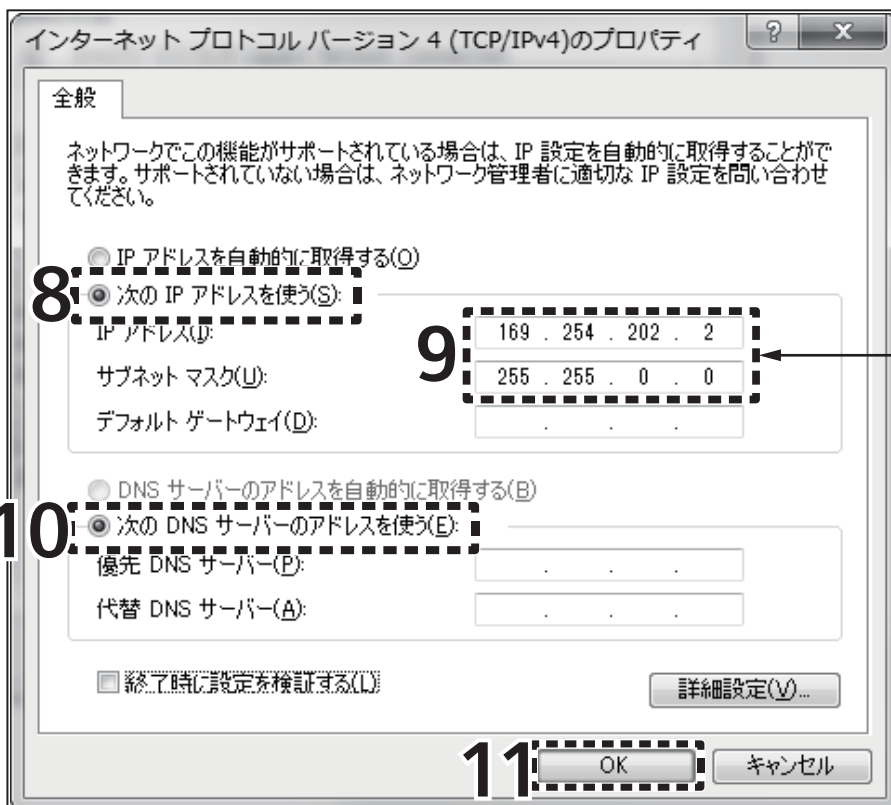 インターネット プロトコル バージョン 4 (TCP/IPv4)のプロパティ
全般
ネットワークでこの機能がサポートされている場合は、IP 設定を自動的に取得することがで
きます。サポートされていない場合は、ネットワーク管理者に適切な IP 設定を問い合わせ
てください。
IP アドレスを自動的に取得する(O)
8 次の IP アドレスを使う(S):
IP アドレス(I): 9 169 . 254 . 202 . 2
サブネット マスク(U): 255 . 255 . 0 . 0
デフォルト ゲートウェイ(D): . . .
DNS サーバーのアドレスを自動的に取得する(B)
10 次の DNS サーバーのアドレスを使う(E):
優先 DNS サーバー(P): . . .
代替 DNS サーバー(A): . . .
終了時に設定を検証する(L)
詳細設定(V)...
11 OK キャンセル